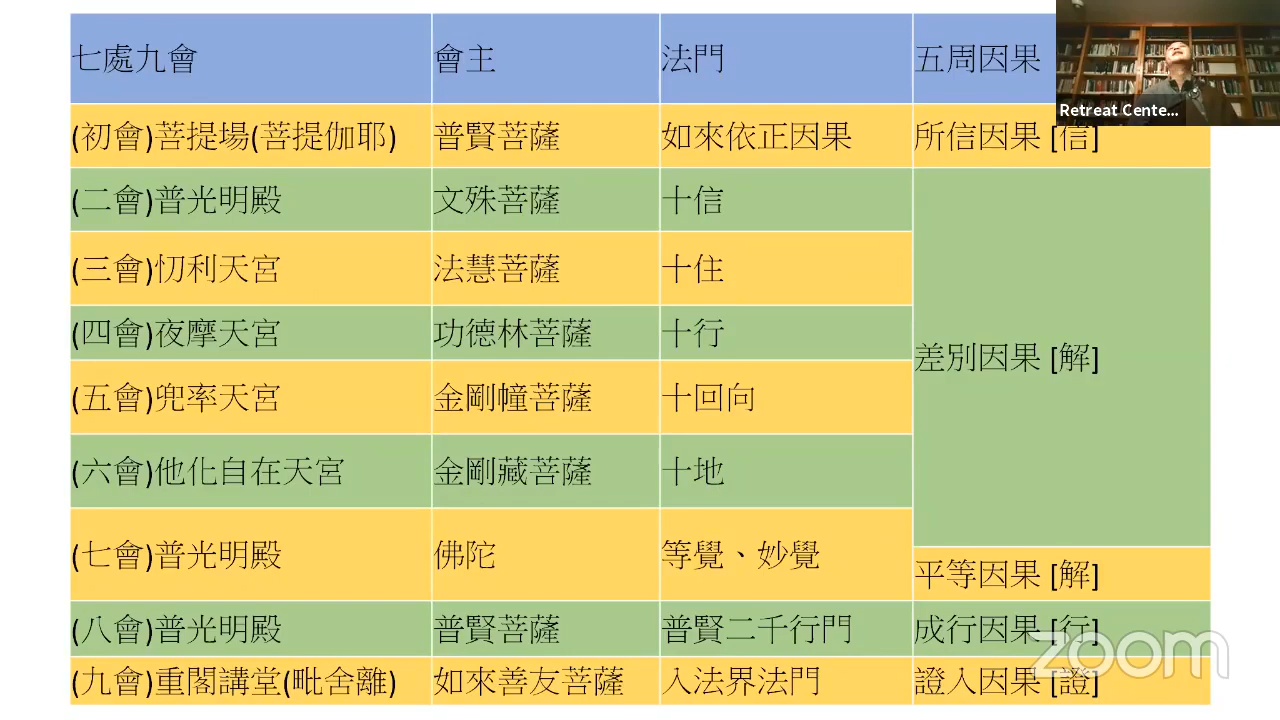 七處九會 會主 法門 五周因果
Retreat Cente...
(初會)菩提場(菩提伽耶) 普賢菩薩 如來依正因果 所信因果 [信]
(二會)普光明殿 文殊菩薩 十信
(三會)忉利天宮 法慧菩薩 十住
(四會)夜摩天宮 功德林菩薩 十行
差別因果 [解]
(五會)兜率天宮 金剛幢菩薩 十回向
(六會)他化自在天宮 金剛藏菩薩 十地
(七會)普光明殿 佛陀 等覺、妙覺
平等因果 [解]
(八會)普光明殿 普賢菩薩 普賢二千行門 成行因果 [行]
zoom
(九會)重閣講堂(毗舍離) 如來善友菩薩 入法界法門 證入因果 [證]